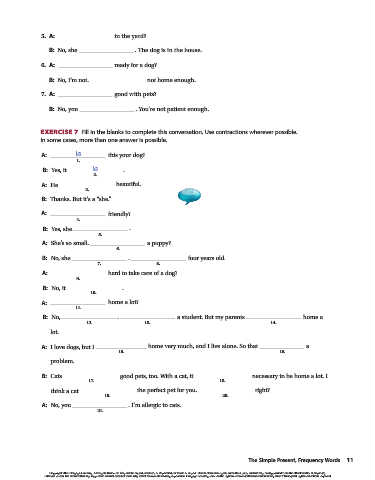 5. A: ____________ to the yard?
B: No, she ____________. The dog is in the house.
6. A: ____________ ready for a dog?
B: No, I'm not. ____________ not home enough.
7. A: ____________ good with pets?
B: No, you ____________. You're not patient enough.
EXERCISE 7 Fill in the blanks to complete this conversation. Use contractions wherever possible.
In some cases, more than one answer is possible.
A: ____________ this your dog?
1.
B: Yes, it ____________.
2.
A: He ____________ beautiful.
3.
B: Thanks. But it's a "she."
A: ____________ friendly?
B: Yes, she ____________.
A: She's so small. ____________ a puppy?
6.
B: No, she ____________. ____________ four years old.
7. 8.
A: ____________ hard to take care of a dog?
9.
B: No, it ____________.
10.
A: ____________ home a lot?
11.
B: No, ____________. ____________ a student. But my parents ____________ home a
12. 13. 14.
lot.
A: I love dogs, but I ____________ home very much, and I live alone. So that ____________ a
15. 16.
problem.
B: Cats ____________ good pets, too. With a cat, it ____________ necessary to be home a lot. I
17. 18.
think a cat ____________ the perfect pet for you. ____________ right?
19. 20.
A: No, you ____________. I'm allergic to cats.
21.
The Simple Present, Frequency Words 11